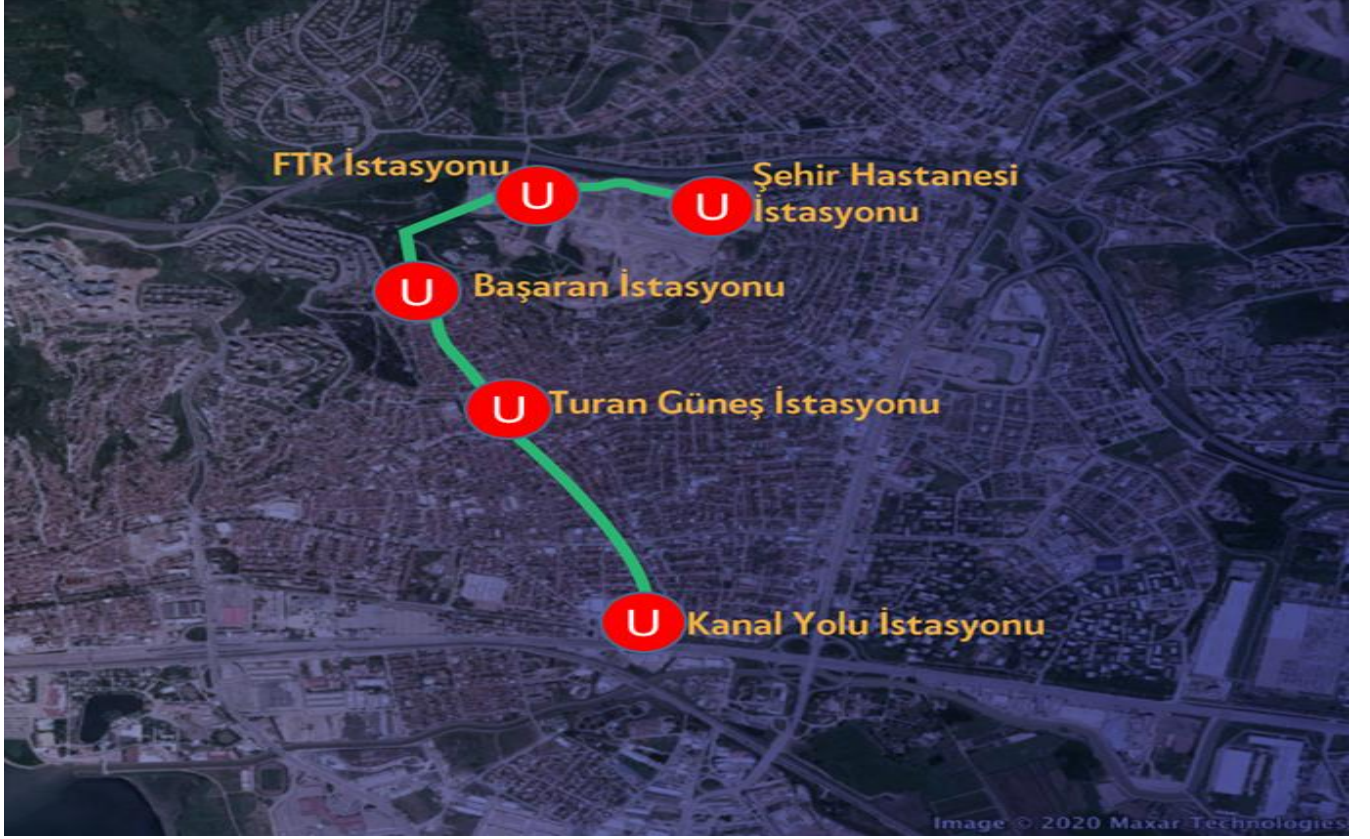 FTR İstasyonu
U
U
Şehir Hastanesi
İstasyonu
U
Başaran İstasyonu
U
Turan Güneş İstasyonu
U
Kanal Yolu İstasyonu
Image © 2020 Maxar Technologies